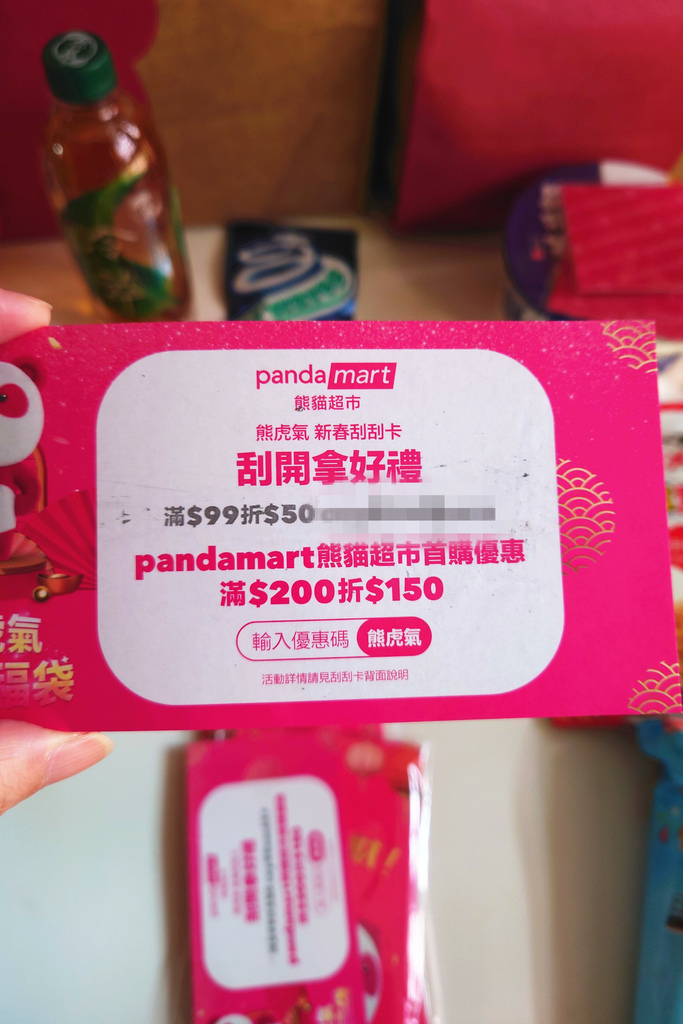 pandamart
熊貓超市
熊虎氣 新春刮刮卡
刮開拿好禮
滿$99折$50
pandamart熊貓超市首購優惠
滿$200折$150
輸入優惠碼 熊虎氣
活動詳情請見刮刮卡背面說明
虎氣
福袋